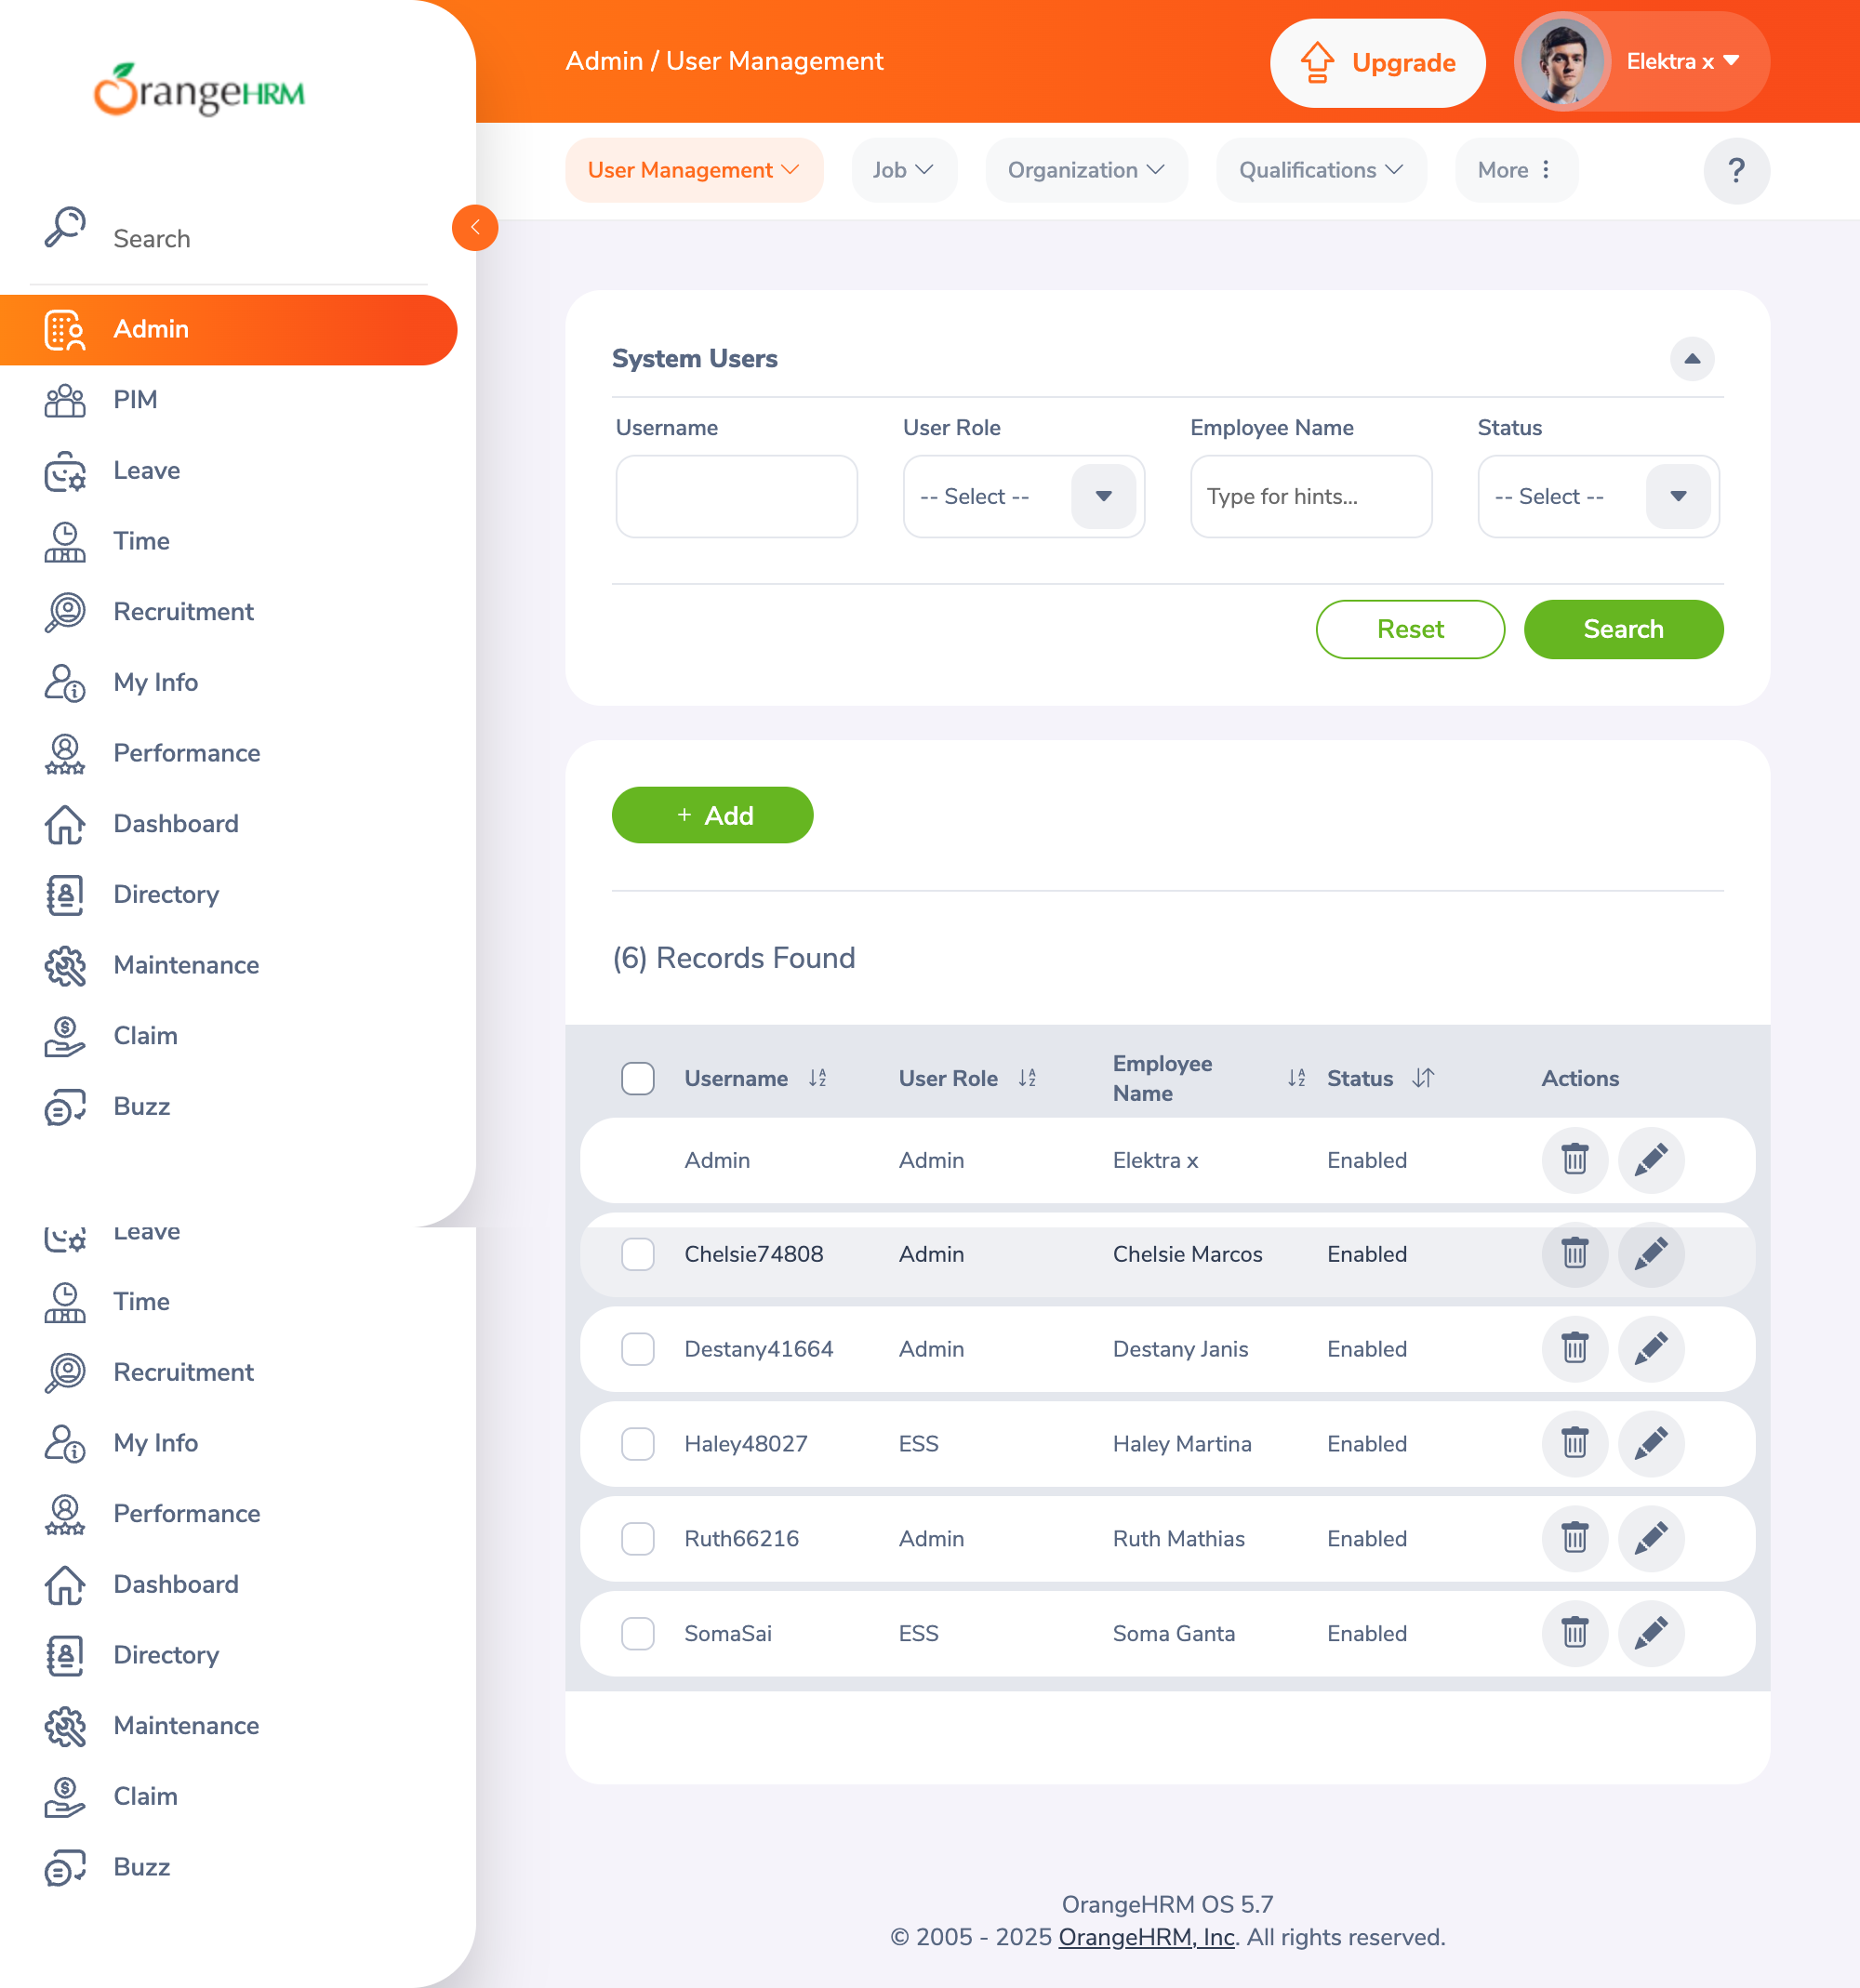 OrangeHRM
Admin / User Management
Upgrade
Elektra x
User Management
Job
Organization
Qualifications
More
?
Search
Admin
PIM
Leave
Time
Recruitment
My Info
Performance
Dashboard
Directory
Maintenance
Claim
Buzz
Leave
Time
Recruitment
My Info
Performance
Dashboard
Directory
Maintenance
Claim
Buzz
System Users
Username User Role Employee Name Status
-- Select -- Type for hints... -- Select --
Reset Search
+ Add
(6) Records Found
Username User Role Employee Name Status Actions
Admin Admin Elektra x Enabled
Chelsie74808 Admin Chelsie Marcos Enabled
Destany41664 Admin Destany Janis Enabled
Haley48027 ESS Haley Martina Enabled
Ruth66216 Admin Ruth Mathias Enabled
SomaSai ESS Soma Ganta Enabled
OrangeHRM OS 5.7
© 2005 - 2025 OrangeHRM, Inc. All rights reserved.